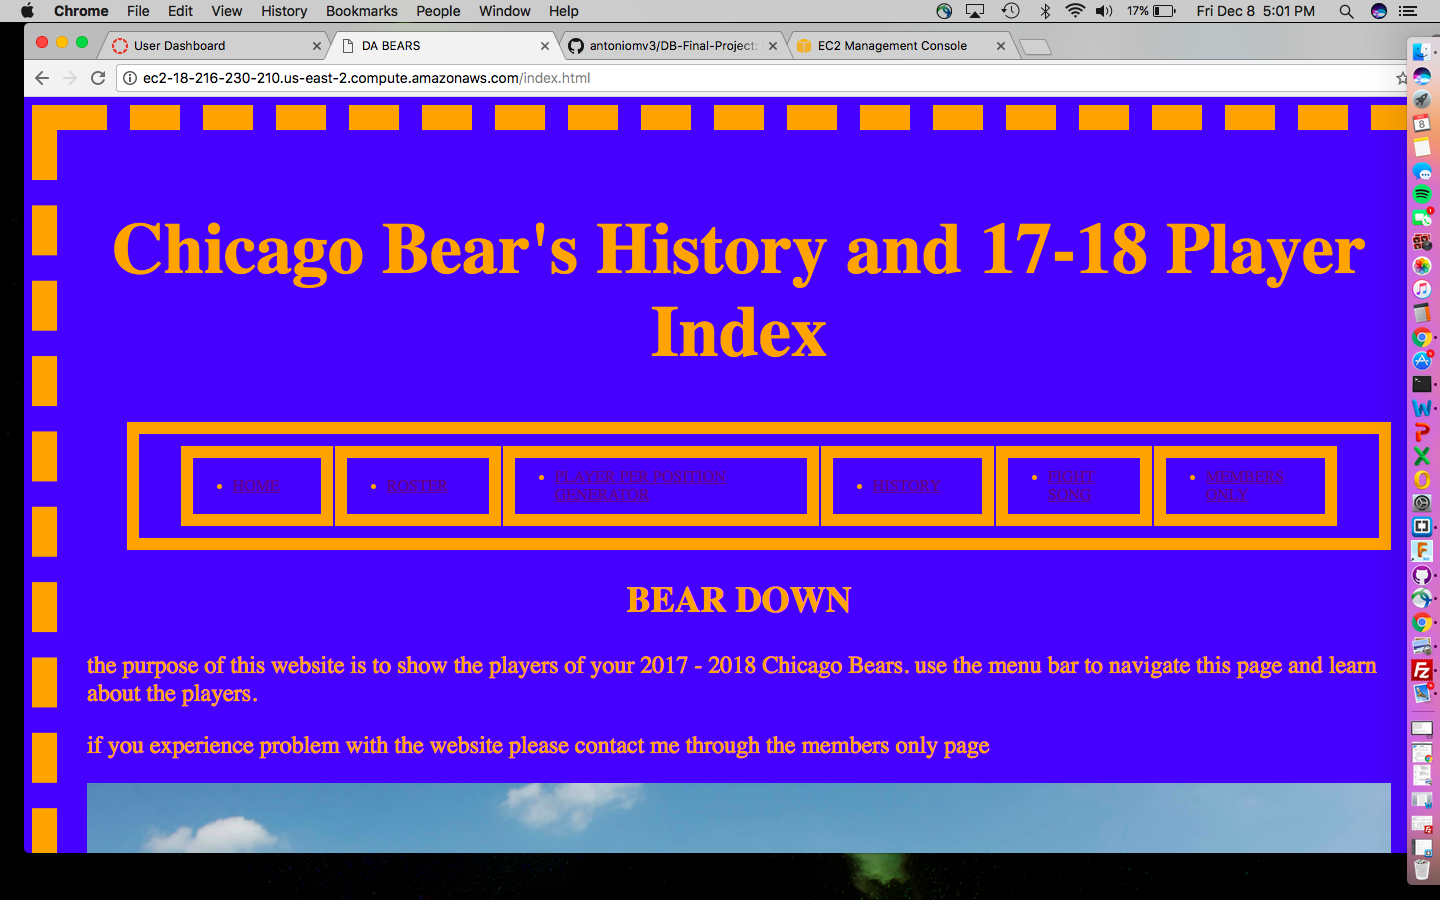 Chrome File Edit View History Bookmarks People Window Help 17% Fri Dec 8 5:01 PM
User Dashboard DA BEARS antoniomv3/DB-Final-Project: EC2 Management Console
ec2-18-216-230-210.us-east-2.compute.amazonaws.com/index.html
Chicago Bear's History and 17-18 Player
Index
HOME
ROSTER
PLAYER PER POSITION
GENERATOR
HISTORY
FIGHT
SONG
MEMBERS
ONLY
BEAR DOWN
the purpose of this website is to show the players of your 2017 - 2018 Chicago Bears. use the menu bar to navigate this page and learn
about the players.
if you experience problem with the website please contact me through the members only page